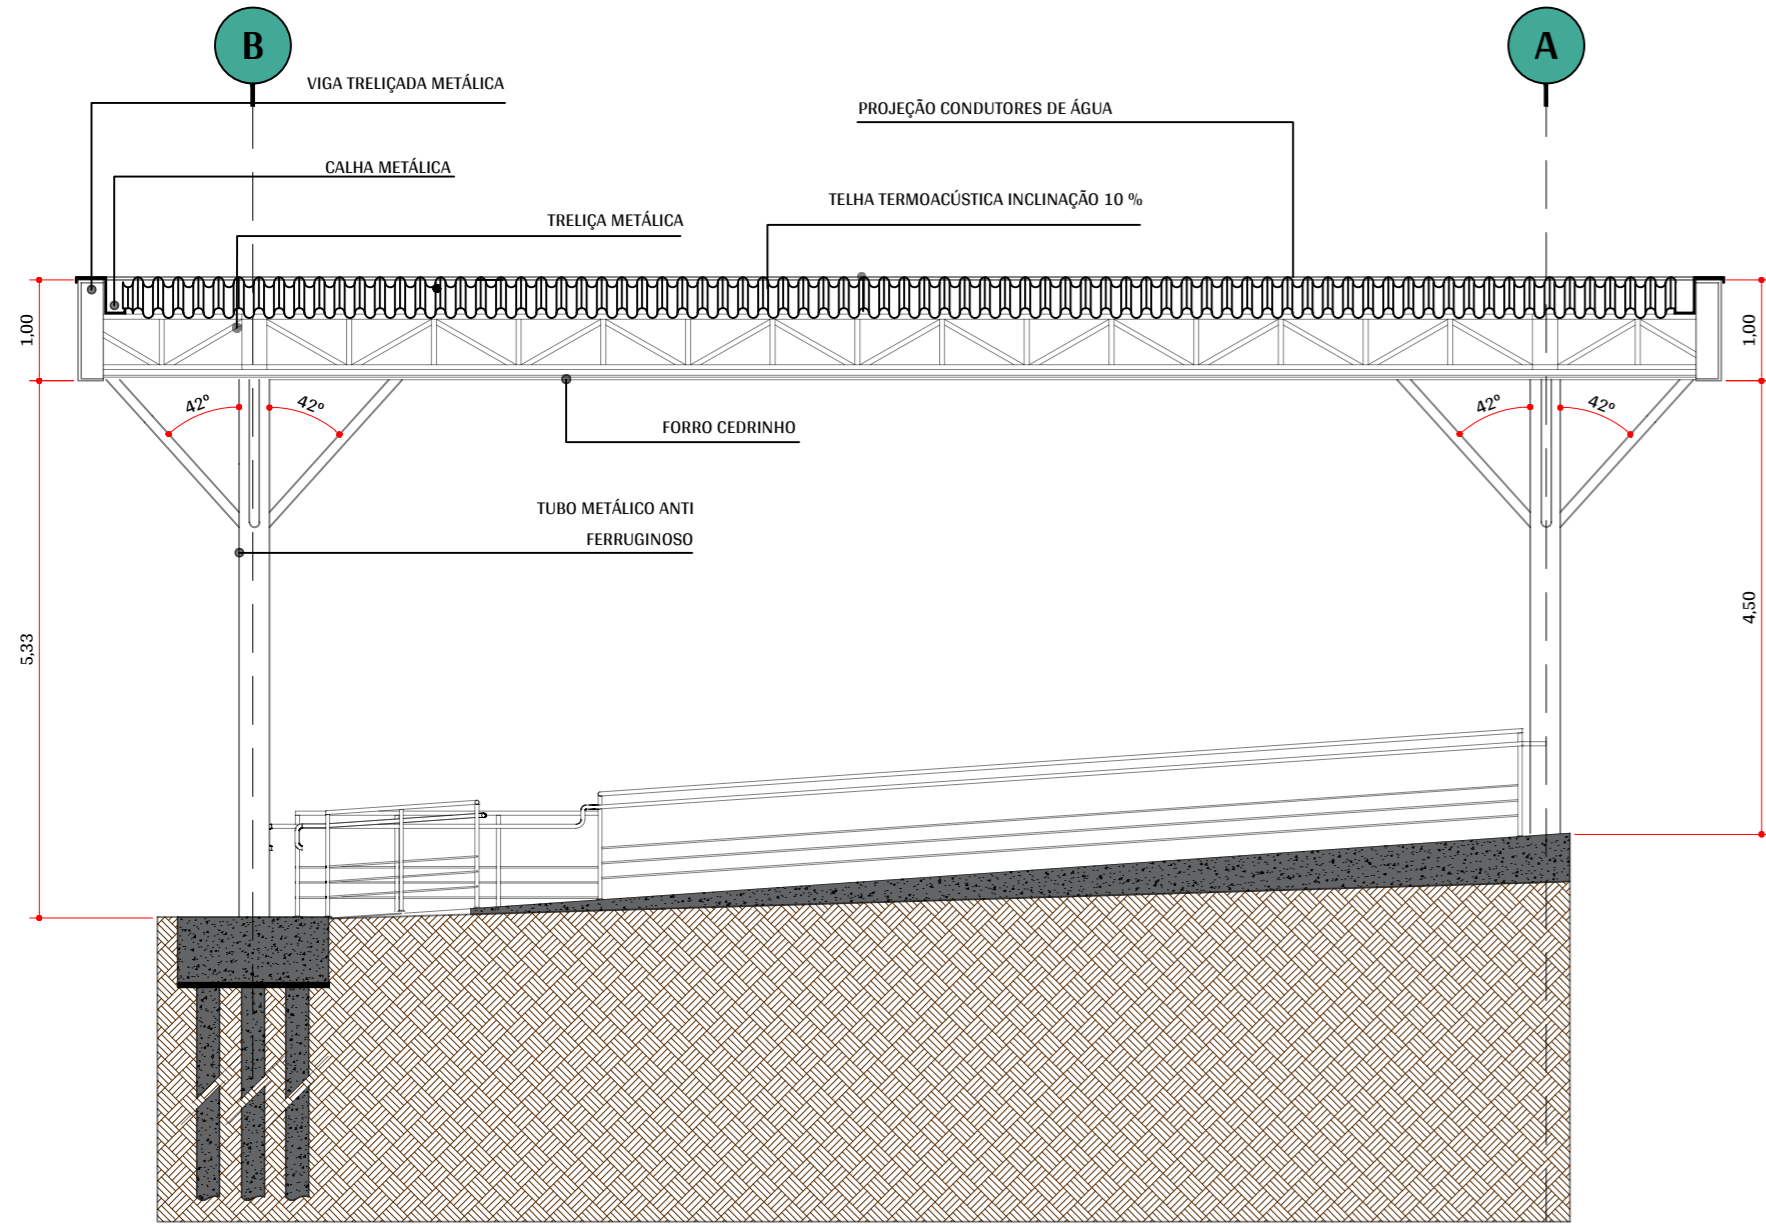 B
A
VIGA TRELIÇADA METÁLICA
PROJEÇÃO CONDUTORES DE ÁGUA
CALHA METÁLICA
TELHA TERMOACÚSTICA INCLINAÇÃO 10 %
TRELIÇA METÁLICA
1,00
1,00
42º
42º
42º
42º
FORRO CEDRINHO
TUBO METÁLICO ANTI
FERRUGINOSO
5,33
4,50